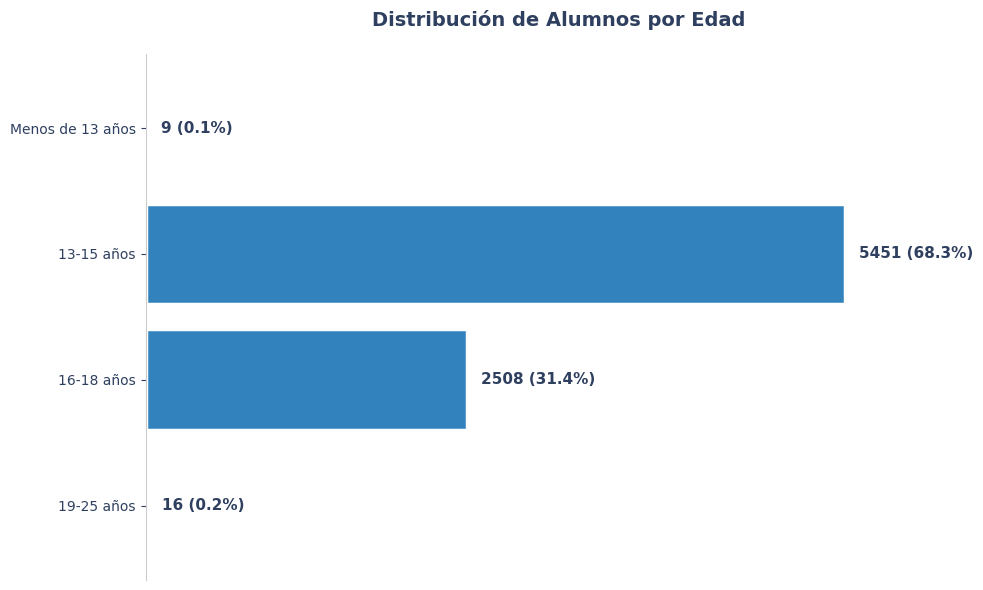 Distribución de Alumnos por Edad
Menos de 13 años 9 (0.1%)
13-15 años 5451 (68.3%)
16-18 años 2508 (31.4%)
19-25 años 16 (0.2%)